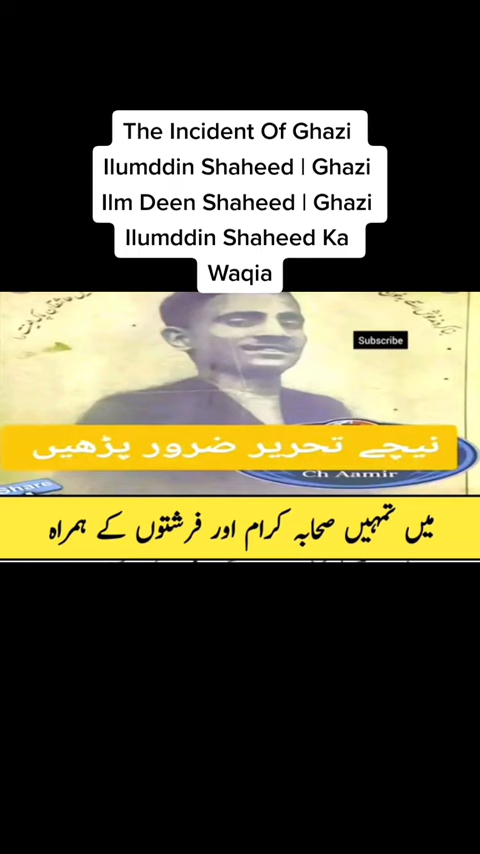 The Incident Of Ghazi
Ilumddin Shaheed | Ghazi
Ilm Deen Shaheed | Ghazi
Ilumddin Shaheed Ka
Waqia
Subscribe
نیچے تحریر ضرور پڑھیں
Ch Aamir
Share
میں تمہیں صحابہ کرام اور فرشتوں کے ہمراہ